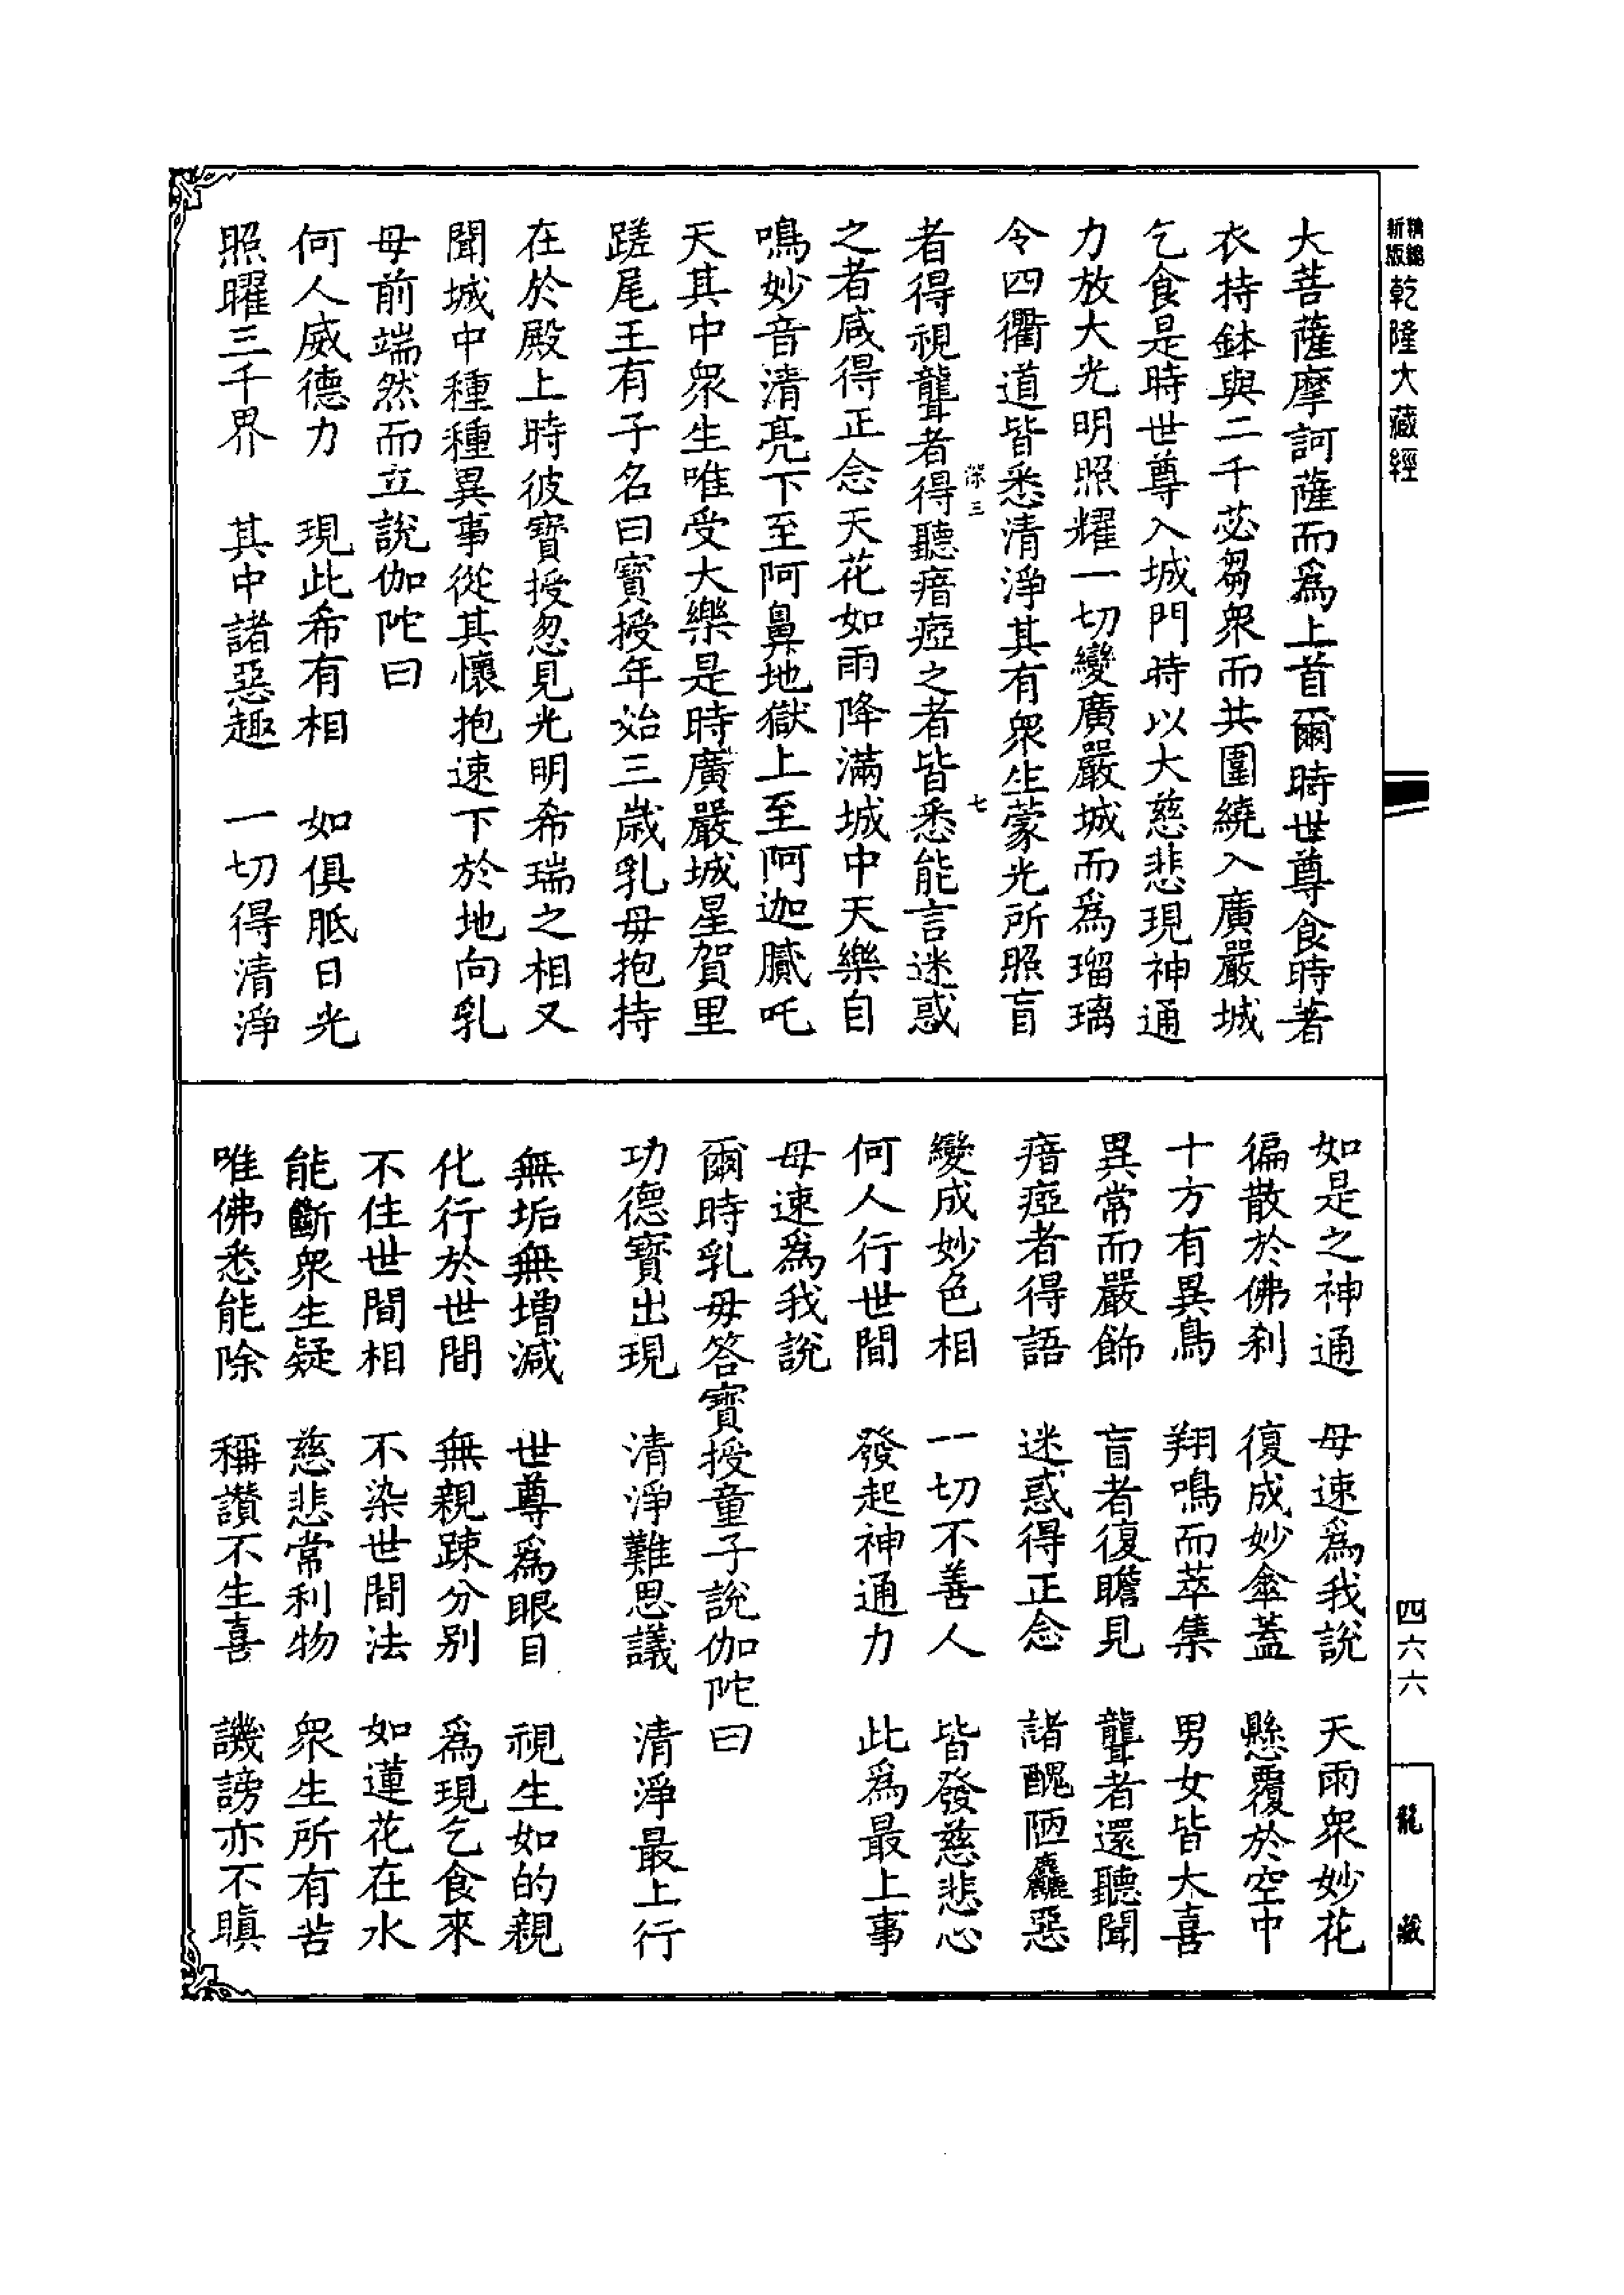 新版精編乾隆大藏經
大菩薩摩訶薩而為上首爾時世尊食時著
衣持鉢與二千苾芻衆而共圍繞入廣嚴城
乞食是時世尊入城門時以大慈悲現神通
力放大光明照耀一切變廣嚴城而為瑠璃
令四衢道皆悉清淨其有衆生蒙光所照盲
深三 七
者得視聾者得聽瘖瘂之者皆悉能言迷惑
之者咸得正念天花如雨降滿城中天樂自
鳴妙音清亮下至阿鼻地獄上至阿迦膩吒
天其中衆生唯受大樂是時廣嚴城星賀里
蹉尾王有子名曰寶授年始三歲乳母抱持
在於殿上時彼寶授忽見光明希瑞之相又
聞城中種種異事從其懷抱速下於地向乳
母前端然而立說伽陀曰
何人威德力　現此希有相　如俱胝日光
照曜三千界　其中諸惡趣　一切得清淨
如是之神通　母速為我說　天雨衆妙花
徧散於佛刹　復成妙傘蓋　懸覆於空中
十方有異鳥　翔鳴而萃集　男女皆大喜
異常而嚴飾　盲者復瞻見　聾者還聽聞
瘖瘂者得語　迷惑得正念　諸醜陋麤惡
變成妙色相　一切不善人　皆發慈悲心
何人行世間　發起神通力　此為最上事
母速為我說
爾時乳母答寶授童子說伽陀曰
功德寶出現　清淨難思議　清淨最上行
無垢無增減　世尊為眼目　視生如的親
化行於世間　無親踈分別　為現乞食來
不住世間相　不染世間法　如蓮花在水
能斷衆生疑　慈悲常利物　衆生所有苦
唯佛悉能除　稱讚不生喜　譏謗亦不瞋
四六六
龍藏